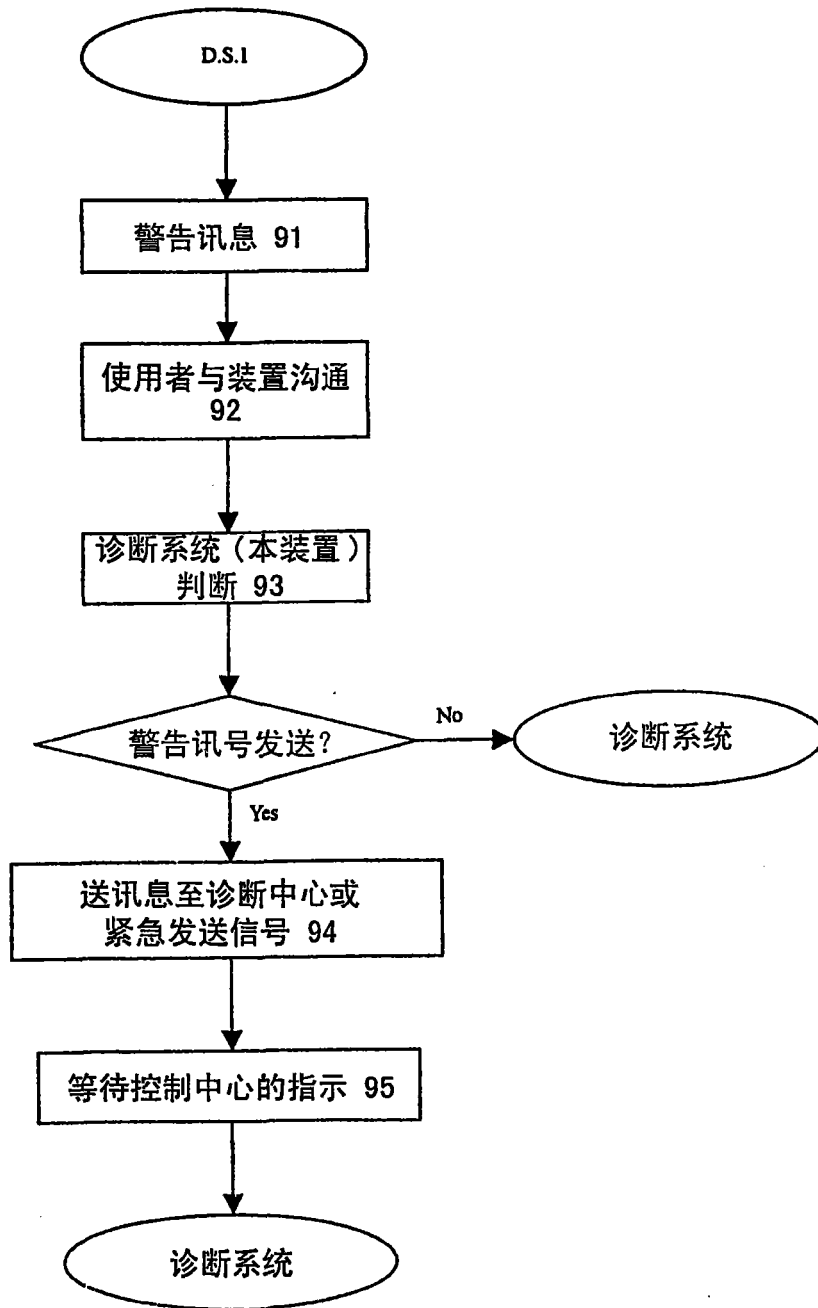 D.S.1
警告讯息 91
使用者与装置沟通
92
诊断系统（本装置）
判断 93
警告讯号发送？
No
诊断系统
Yes
送讯息至诊断中心或
紧急发送信号 94
等待控制中心的指示 95
诊断系统